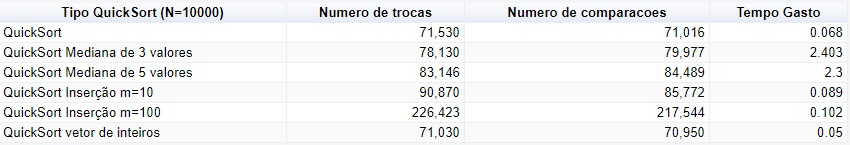 Tipo QuickSort (N=10000) Numero de trocas Numero de comparacoes Tempo Gasto
QuickSort 71,530 71,016 0.068
QuickSort Mediana de 3 valores 78,130 79,977 2.403
QuickSort Mediana de 5 valores 83,146 84,489 2.3
QuickSort Inserção m=10 90,870 85,772 0.089
QuickSort Inserção m=100 226,423 217,544 0.102
QuickSort vetor de inteiros 71,030 70,950 0.05